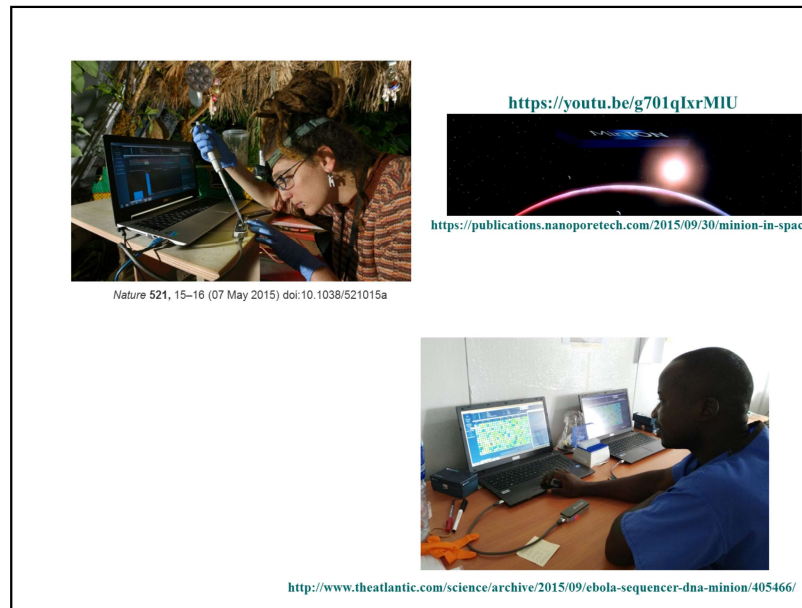 https://youtu.be/g701qIxrMlU
MinION
https://publications.nanoporetech.com/2015/09/30/minion-in-spac
Nature 521, 15–16 (07 May 2015) doi:10.1038/521015a
http://www.theatlantic.com/science/archive/2015/09/ebola-sequencer-dna-minion/405466/